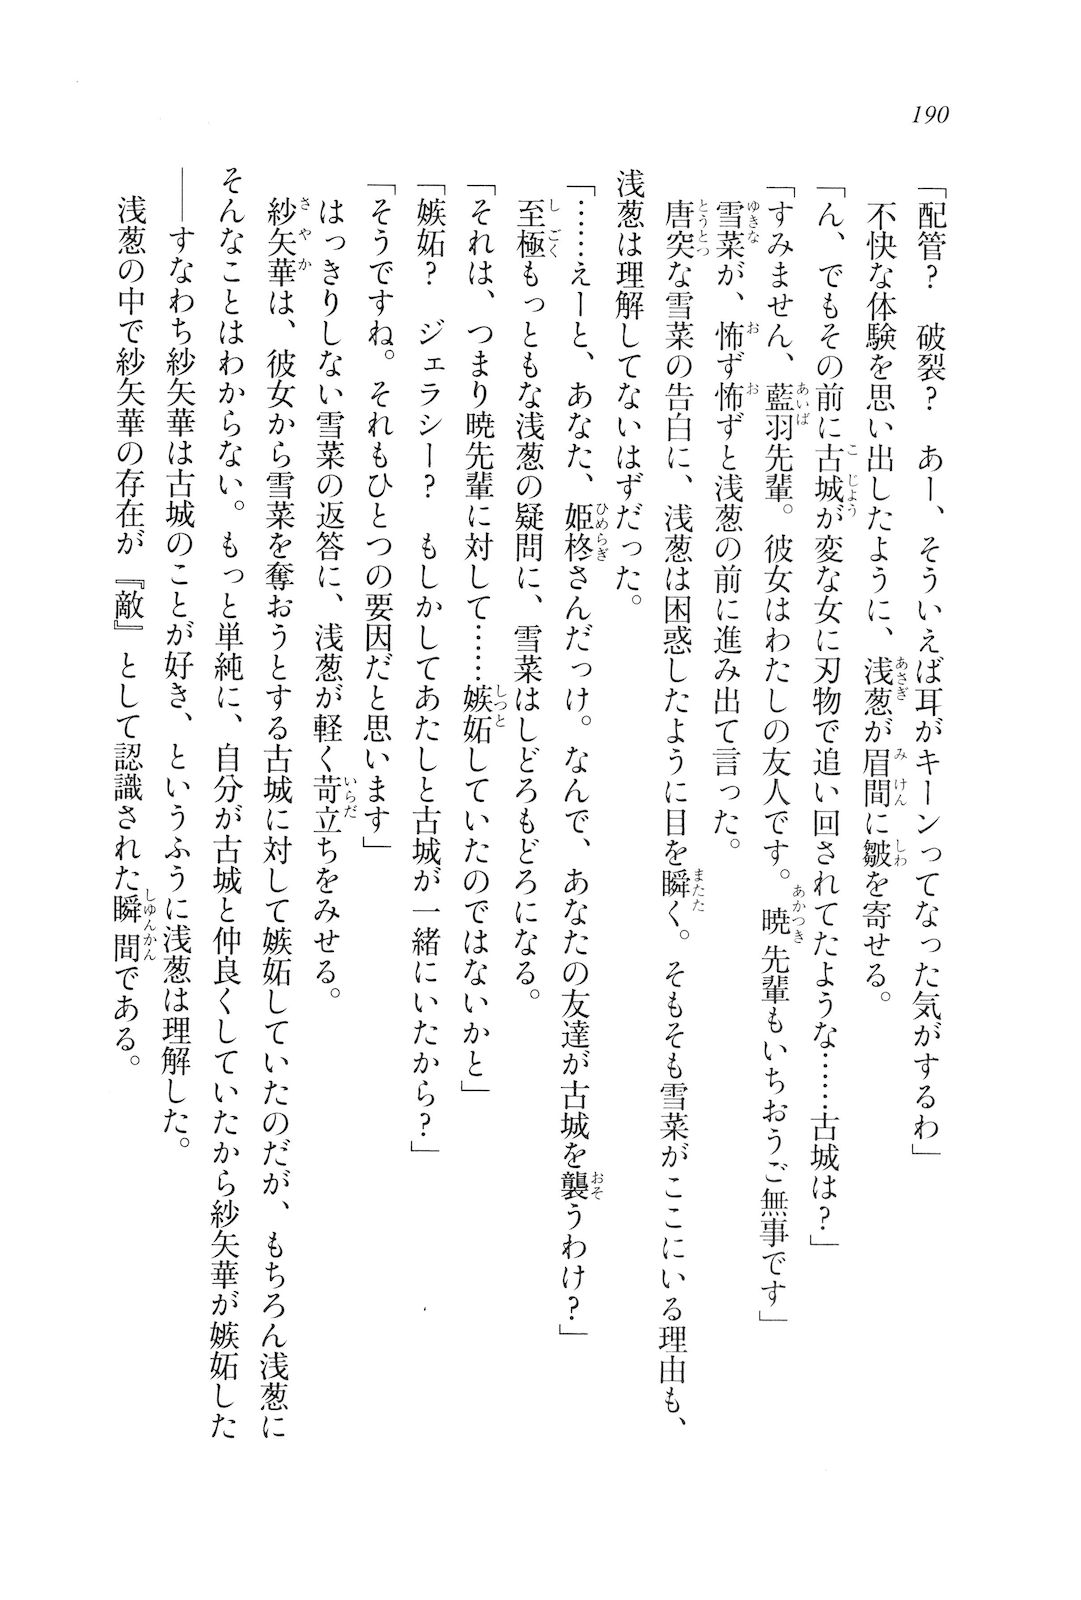 190
「配管？　破裂？　あー、そういえば耳がキーンってなった気がするわ」
不快な体験を思い出したように、浅葱が眉間に皺を寄せる。
「ん、でもその前に古城が変な女に刃物で追い回されてたような……古城は？」
「すみません、藍羽先輩。彼女はわたしの友人です。暁先輩もいちおうご無事です」
雪菜が、怖ず怖ずと浅葱の前に進み出て言った。
唐突な雪菜の告白に、浅葱は困惑したように目を瞬く。そもそも雪菜がここにいる理由も、
浅葱は理解してないはずだった。
「……えーと、あなた、姫柊さんだっけ。なんで、あなたの友達が古城を襲うわけ？」
至極もっともな浅葱の疑問に、雪菜はしどろもどろになる。
「それは、つまり暁先輩に対して……嫉妬していたのではないかと」
「嫉妬？　ジェラシー？　もしかしてあたしと古城が一緒にいたから？」
「そうですね。それもひとつの要因だと思います」
はっきりしない雪菜の返答に、浅葱が軽く苛立ちをみせる。
紗矢華は、彼女から雪菜を奪おうとする古城に対して嫉妬していたのだが、もちろん浅葱に
そんなことはわからない。もっと単純に、自分が古城と仲良くしていたから紗矢華が嫉妬した
――すなわち紗矢華は古城のことが好き、というふうに浅葱は理解した。
浅葱の中で紗矢華の存在が『敵』として認識された瞬間である。